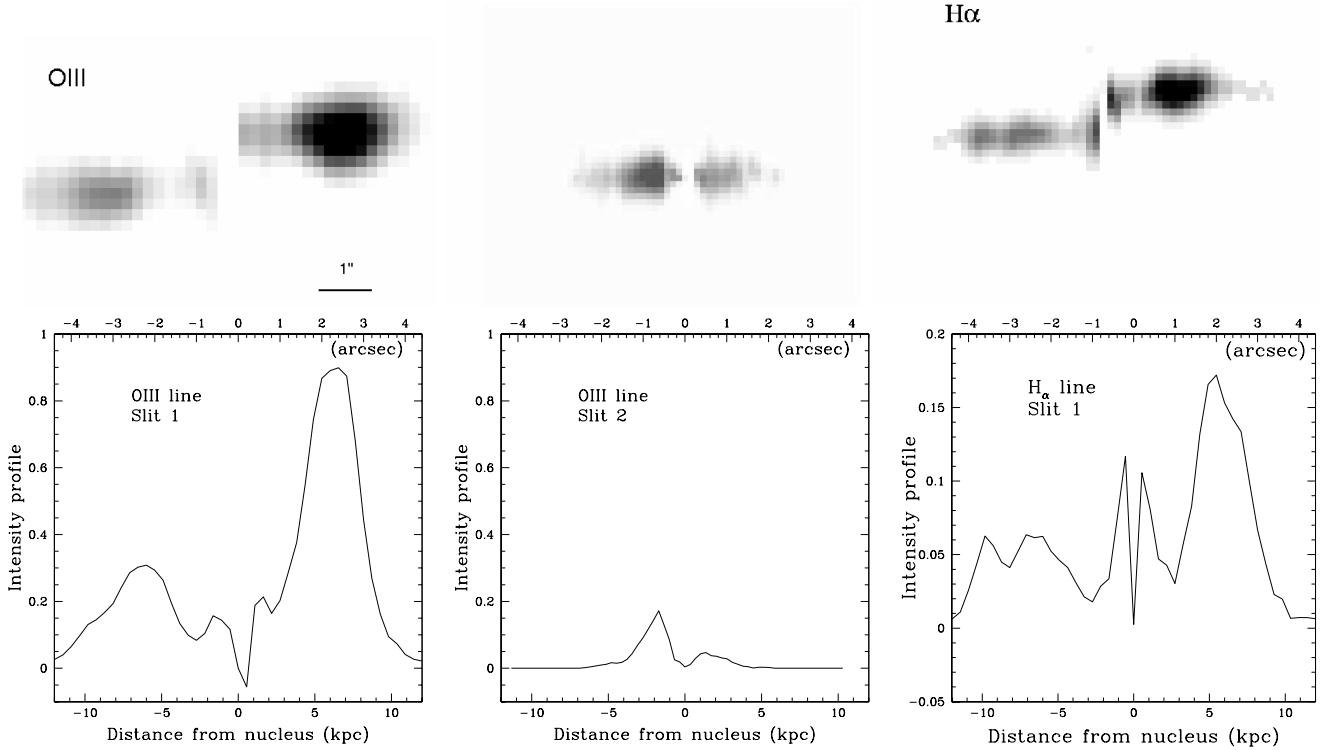 OIII
1"
Hα
-4 -3 -2 -1 0 1 2 3 4
(arcsec)
OIII line
Slit 1
1
0.8
0.6
0.4
0.2
0
Intensity profile
-10 -5 0 5 10
Distance from nucleus (kpc)
-4 -3 -2 -1 0 1 2 3 4
(arcsec)
OIII line
Slit 2
1
0.8
0.6
0.4
0.2
0
Intensity profile
-10 -5 0 5 10
Distance from nucleus (kpc)
-4 -3 -2 -1 0 1 2 3 4
(arcsec)
Hα line
Slit 1
0.2
0.15
0.1
0.05
0
-0.05
Intensity profile
-10 -5 0 5 10
Distance from nucleus (kpc)